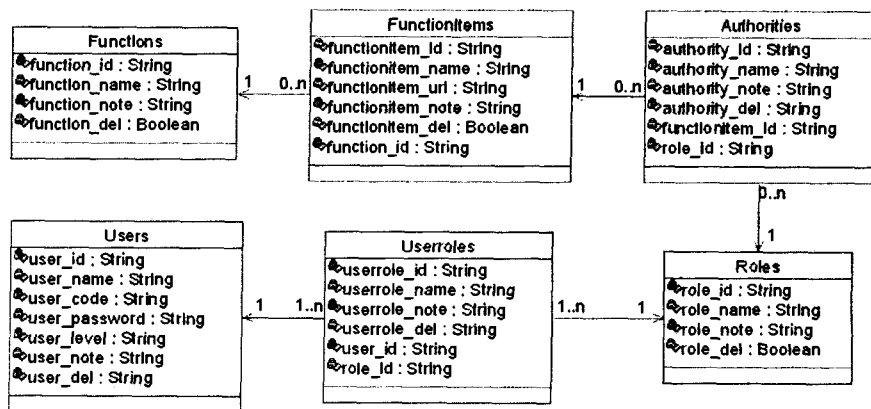 Functions
function_id : String
function_name : String
function_note : String
function_del : Boolean
1
0..n
FunctionItems
functionitem_id : String
functionitem_name : String
functionitem_url : String
functionitem_note : String
functionitem_del : Boolean
function_id : String
1
0..n
Authorities
authority_id : String
authority_name : String
authority_note : String
authority_del : String
functionitem_id : String
role_id : String
0..n
1
Users
user_id : String
user_name : String
user_code : String
user_password : String
user_level : String
user_note : String
user_del : String
1
1..n
Userroles
userrole_id : String
userrole_name : String
userrole_note : String
userrole_del : String
user_id : String
role_id : String
1..n
1
Roles
role_id : String
role_name : String
role_note : String
role_del : Boolean